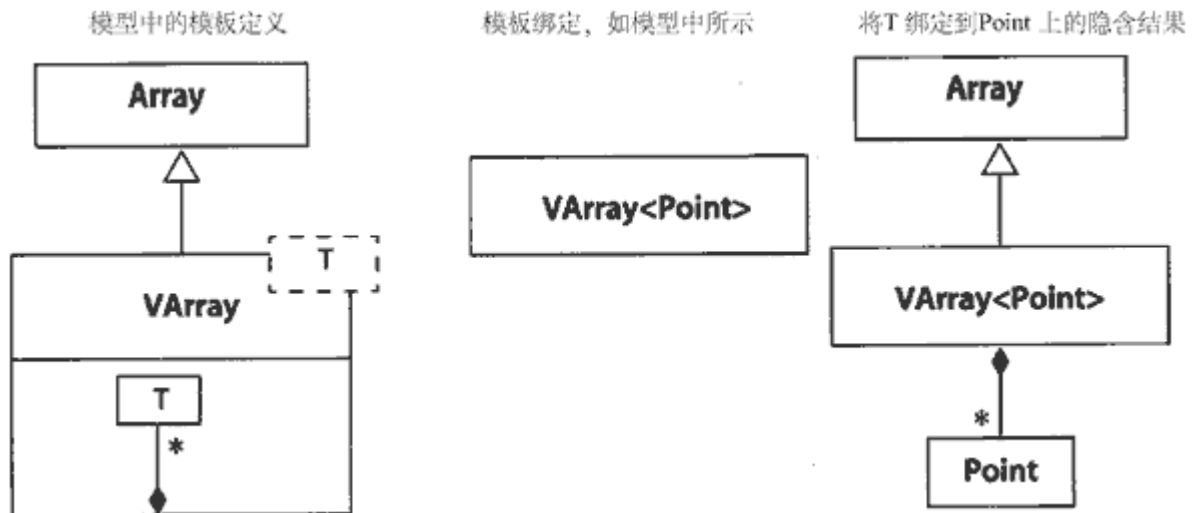 模型中的模板定义
模板绑定，如模型中所示
将T 绑定到Point 上的隐含结果
Array
T
VArray
T
*
VArray<Point>
Array
VArray<Point>
*
Point